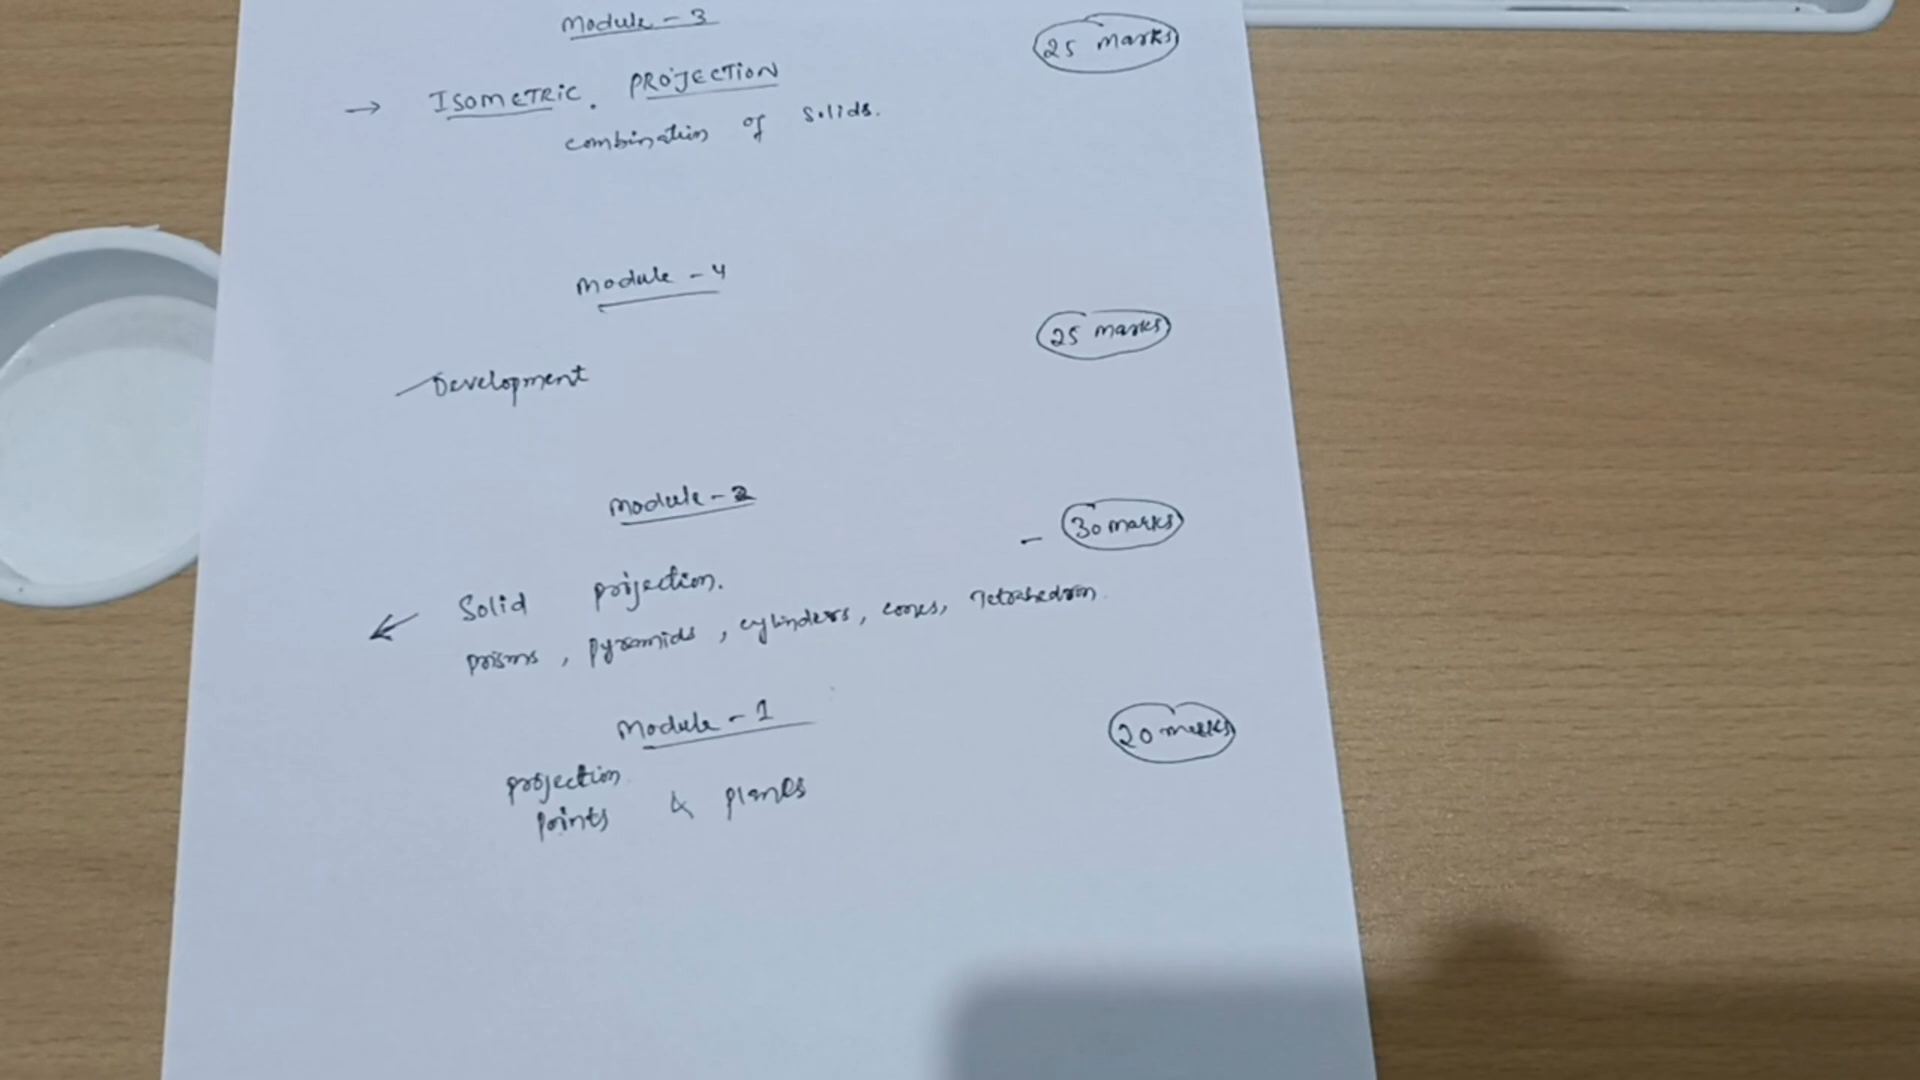 Module - 3
25 marks
→ ISOMETRIC. PROJECTION
combination of solids.
Module - 4
25 marks
Development
Module - 2
- 30 marks
Solid projection.
prisms, pyramids, cylinders, cones, Tetrahedron.
Module - 1
20 marks
projection
points & planes